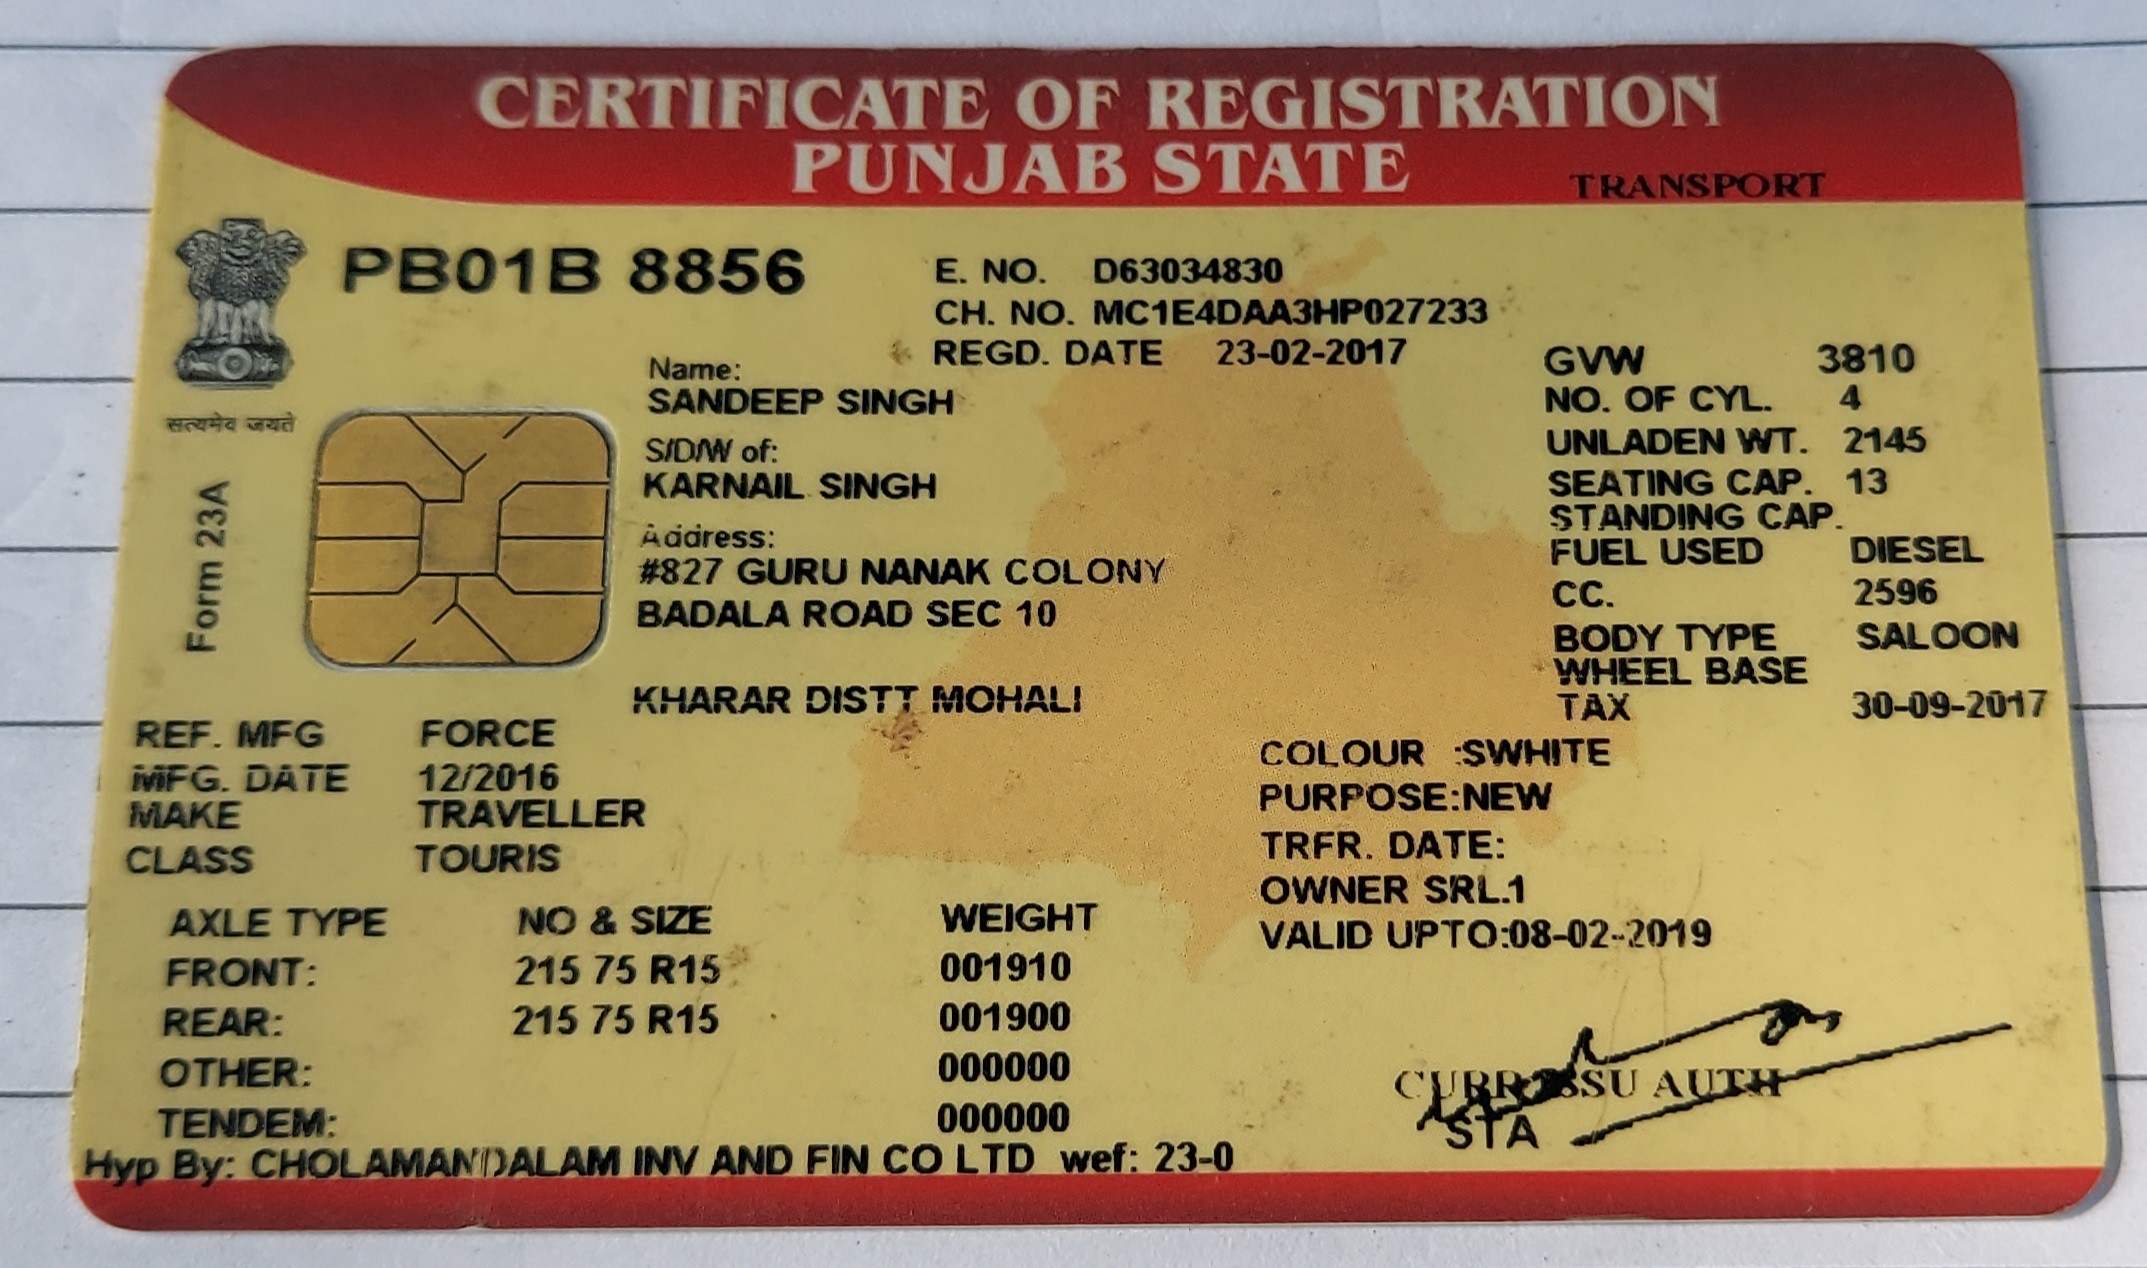 CERTIFICATE OF REGISTRATION
PUNJAB STATE
TRANSPORT
PB01B 8856
E. NO. D63034830
CH. NO. MC1E4DAA3HP027233
REGD. DATE 23-02-2017
सत्यमेव जयते
Form 23A
Name:
SANDEEP SINGH
S/D/W of:
KARNAIL SINGH
Address:
#827 GURU NANAK COLONY
BADALA ROAD SEC 10
KHARAR DISTT MOHALI
GVW 3810
NO. OF CYL. 4
UNLADEN WT. 2145
SEATING CAP. 13
STANDING CAP.
FUEL USED DIESEL
CC. 2596
BODY TYPE SALOON
WHEEL BASE
TAX 30-09-2017
REF. MFG FORCE
MFG. DATE 12/2016
MAKE TRAVELLER
CLASS TOURIS
COLOUR :SWHITE
PURPOSE:NEW
TRFR. DATE:
OWNER SRL.1
VALID UPTO:08-02-2019
AXLE TYPE NO & SIZE WEIGHT
FRONT: 215 75 R15 001910
REAR: 215 75 R15 001900
OTHER: 000000
TENDEM: 000000
AUTH
STA
Hyp By: CHOLAMANDALAM INV AND FIN CO LTD wef: 23-0